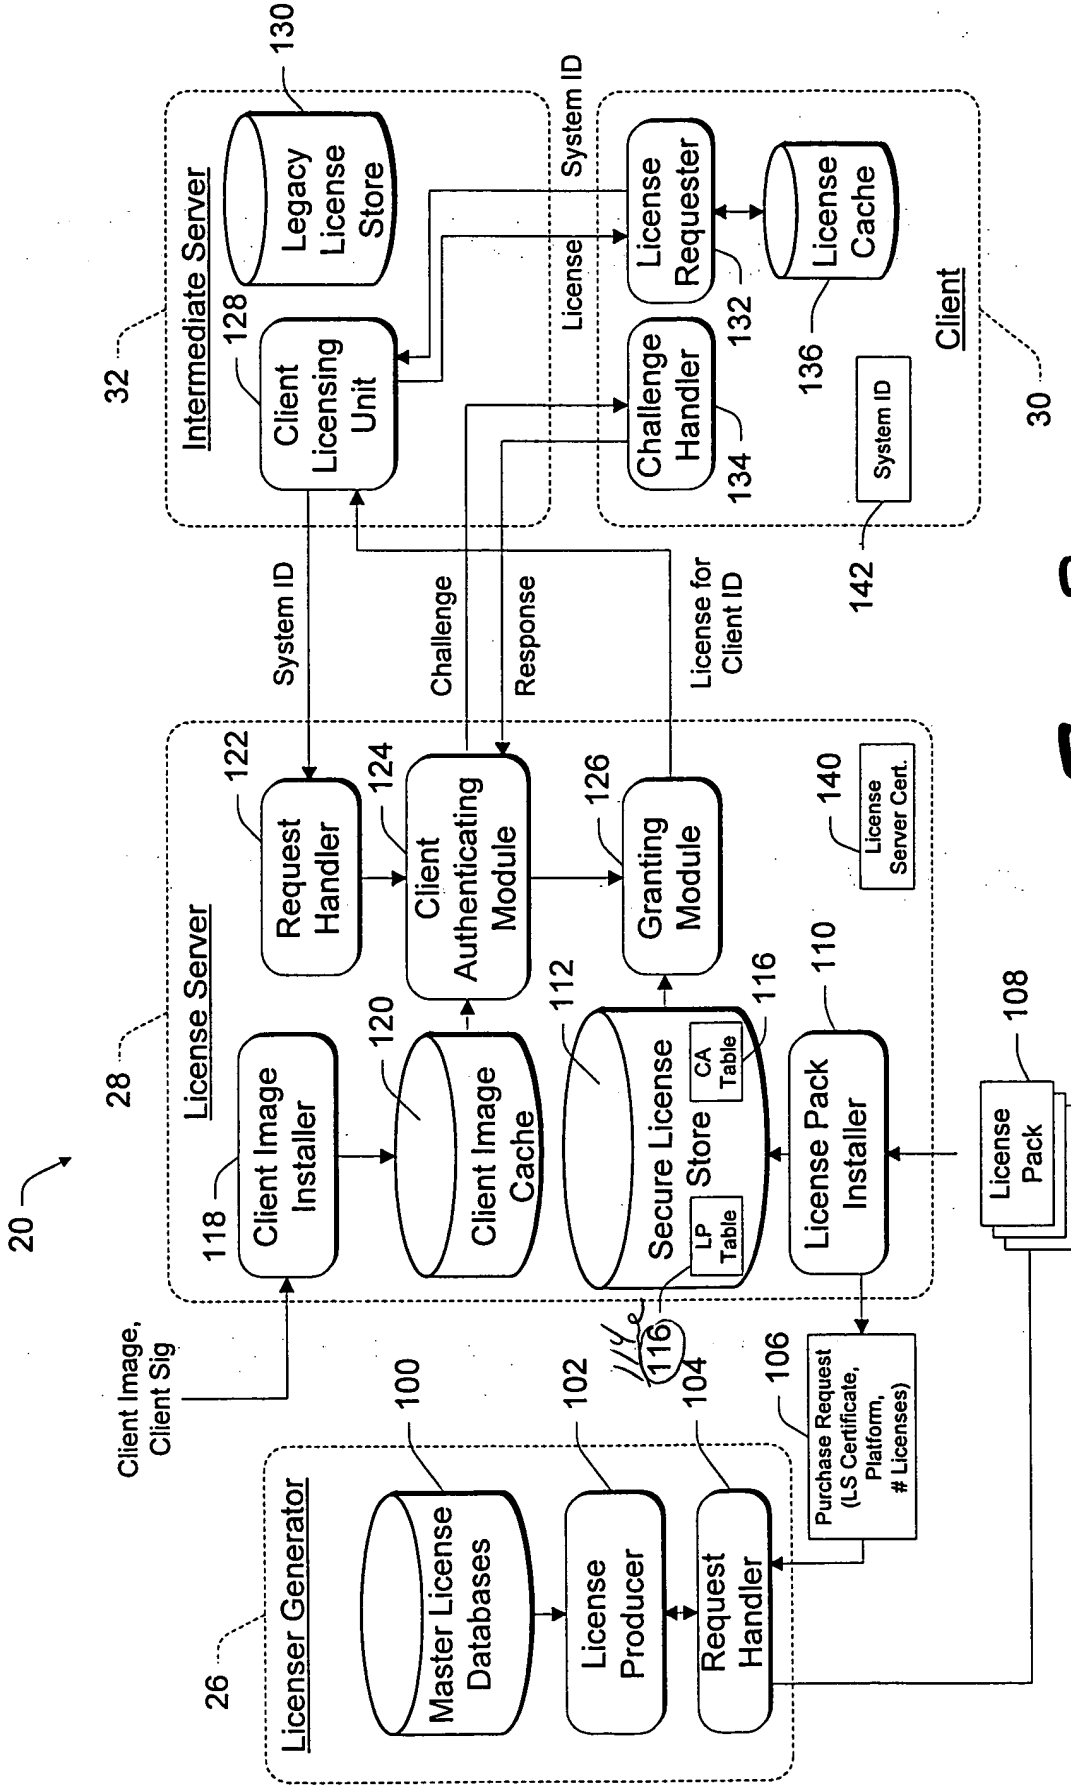 20
26
Licenser Generator
Master License
Databases
100
License
Producer
102
Request
Handler
104
Client Image,
Client Sig
Purchase Request
(LS Certificate,
Platform,
# Licenses)
106
License
Pack
108
28
License Server
118
Client Image
Installer
120
Client Image
Cache
112
Secure License
Store
LP
Table
114
116
CA
Table
116
License Pack
Installer
110
Request
Handler
122
Client
Authenticating
Module
124
Granting
Module
126
License
Server Cert.
140
System ID
Challenge
Response
License for
Client ID
32
Intermediate Server
128
Client
Licensing
Unit
Legacy
License
Store
130
License
System ID
Challenge
Handler
134
License
Requester
132
License
Cache
136
System ID
142
Client
30